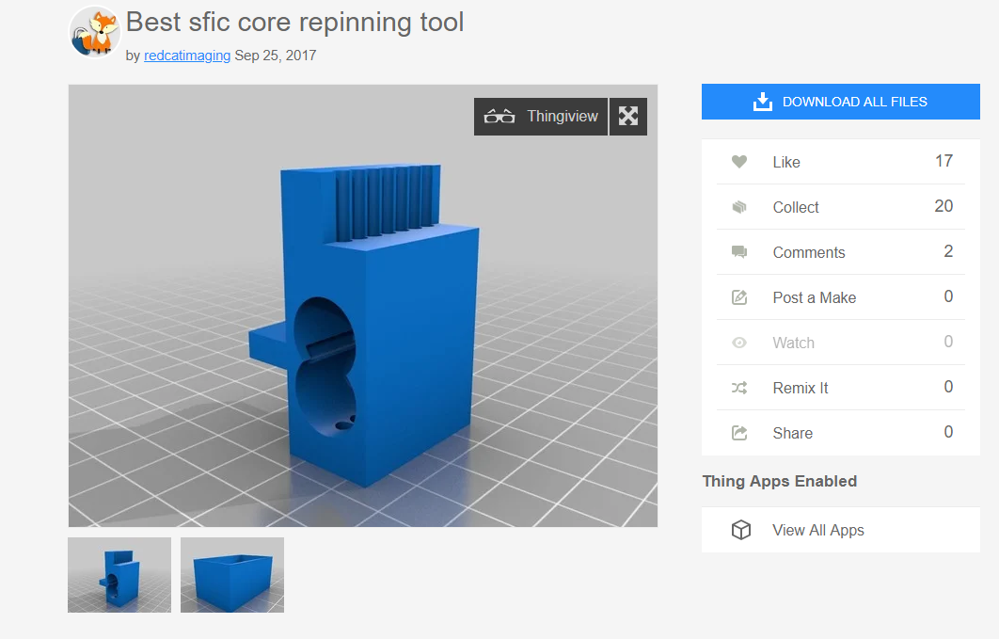 Best sfic core repinning tool
by redcatimaging Sep 25, 2017
Thingiview
DOWNLOAD ALL FILES
Like 17
Collect 20
Comments 2
Post a Make 0
Watch 0
Remix It 0
Share 0
Thing Apps Enabled
View All Apps